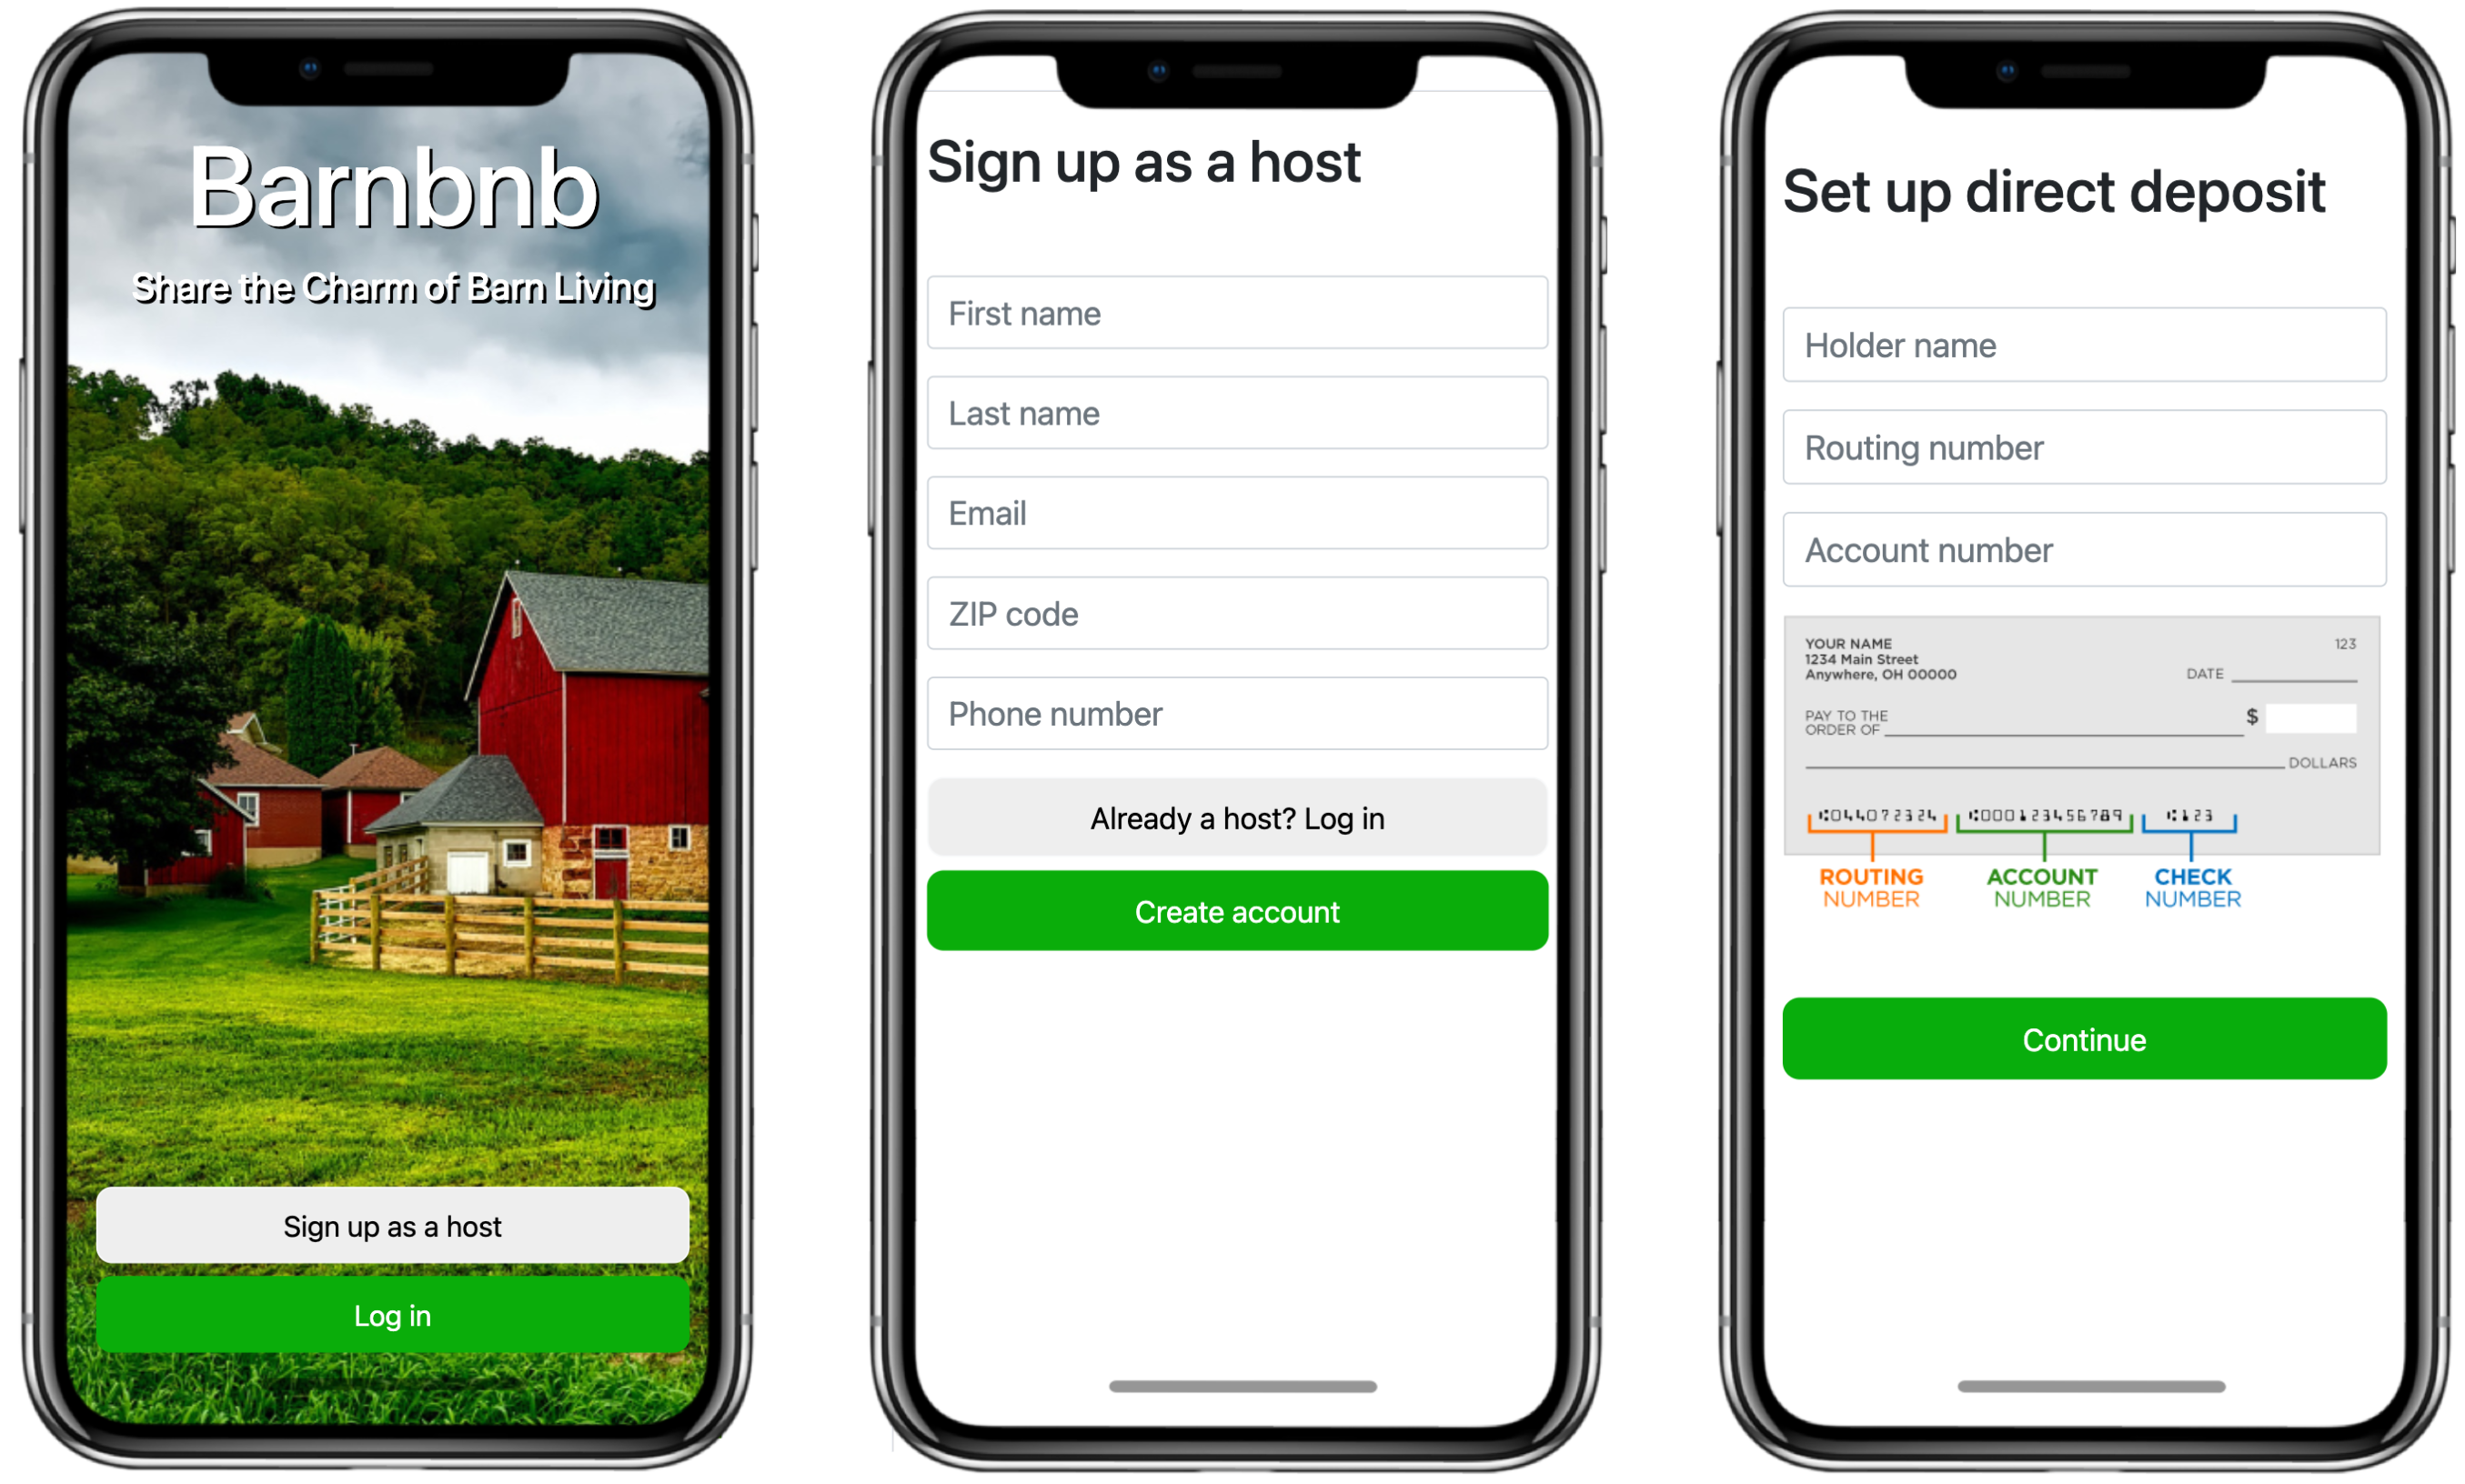 Barnbnb
Share the Charm of Barn Living
Sign up as a host
Log in
Sign up as a host
First name
Last name
Email
ZIP code
Phone number
Already a host? Log in
Create account
Set up direct deposit
Holder name
Routing number
Account number
YOUR NAME 123
1234 Main Street
Anywhere, OH 00000
DATE
PAY TO THE
ORDER OF $
DOLLARS
⑆044072324 ⑆000123456789 ⑆123
ROUTING NUMBER
ACCOUNT NUMBER
CHECK NUMBER
Continue